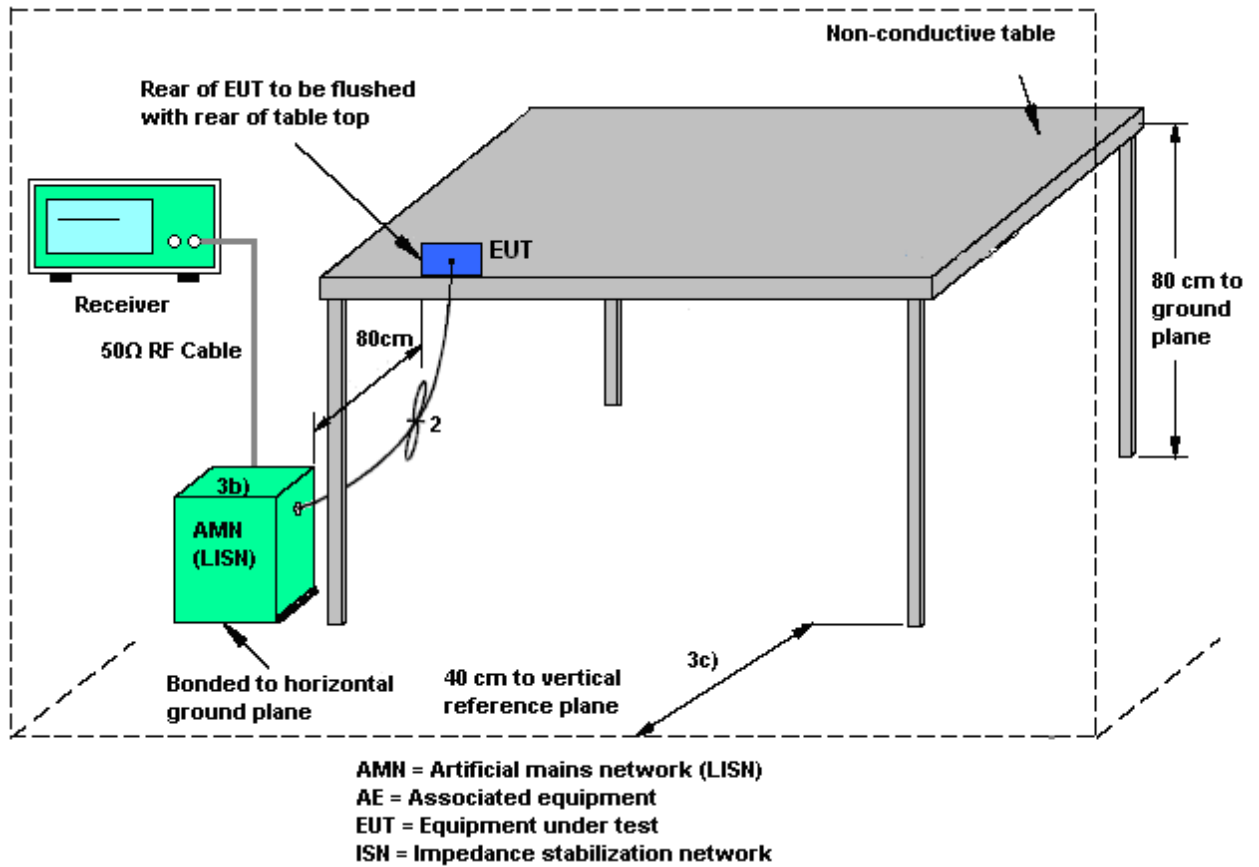 Non-conductive table
Rear of EUT to be flushed
with rear of table top
EUT
Receiver
80cm
80 cm to
ground
plane
50Ω RF Cable
2
3b)
AMN
(LISN)
3c)
Bonded to horizontal
ground plane
40 cm to vertical
reference plane
AMN = Artificial mains network (LISN)
AE = Associated equipment
EUT = Equipment under test
ISN = Impedance stabilization network